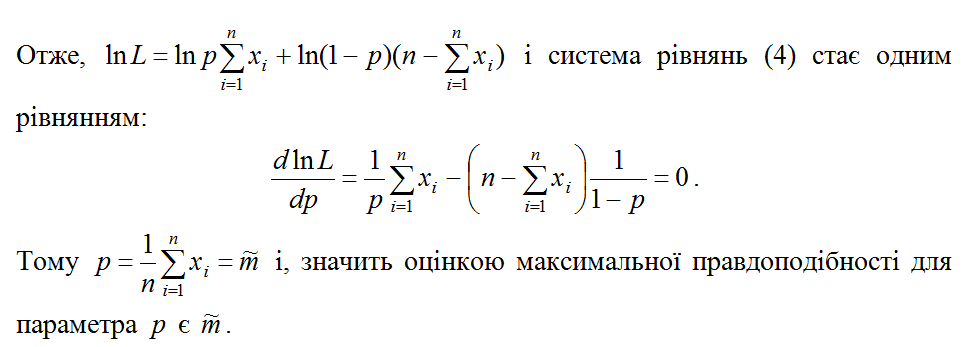 Отже, ln L = ln p ∑_{i=1}^{n} x_i + ln(1 − p)(n − ∑_{i=1}^{n} x_i) і система рівнянь (4) стає одним
рівнянням:
d ln L / dp = 1/p ∑_{i=1}^{n} x_i − (n − ∑_{i=1}^{n} x_i) 1/(1 − p) = 0 .
Тому p = 1/n ∑_{i=1}^{n} x_i = m̃ і, значить оцінкою максимальної правдоподібності для
параметра p є m̃ .